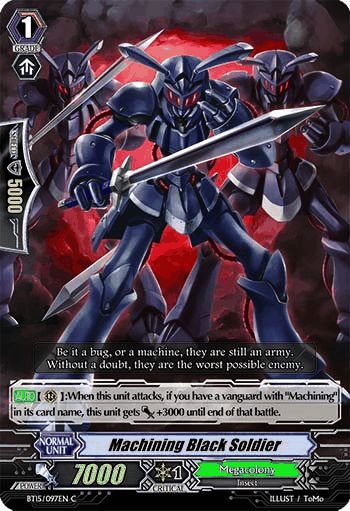 1
GRADE
SHIELD
5000
Be it a bug, or a machine, they are still an army.
Without a doubt, they are the worst possible enemy.
AUTO [ R ]:When this unit attacks, if you have a vanguard with "Machining"
in its card name, this unit gets +3000 until end of that battle.
NORMAL
UNIT
Machining Black Soldier
POWER
7000
1
CRITICAL
Megacolony
Insect
BT15/097EN C
ILLUST / ToMo